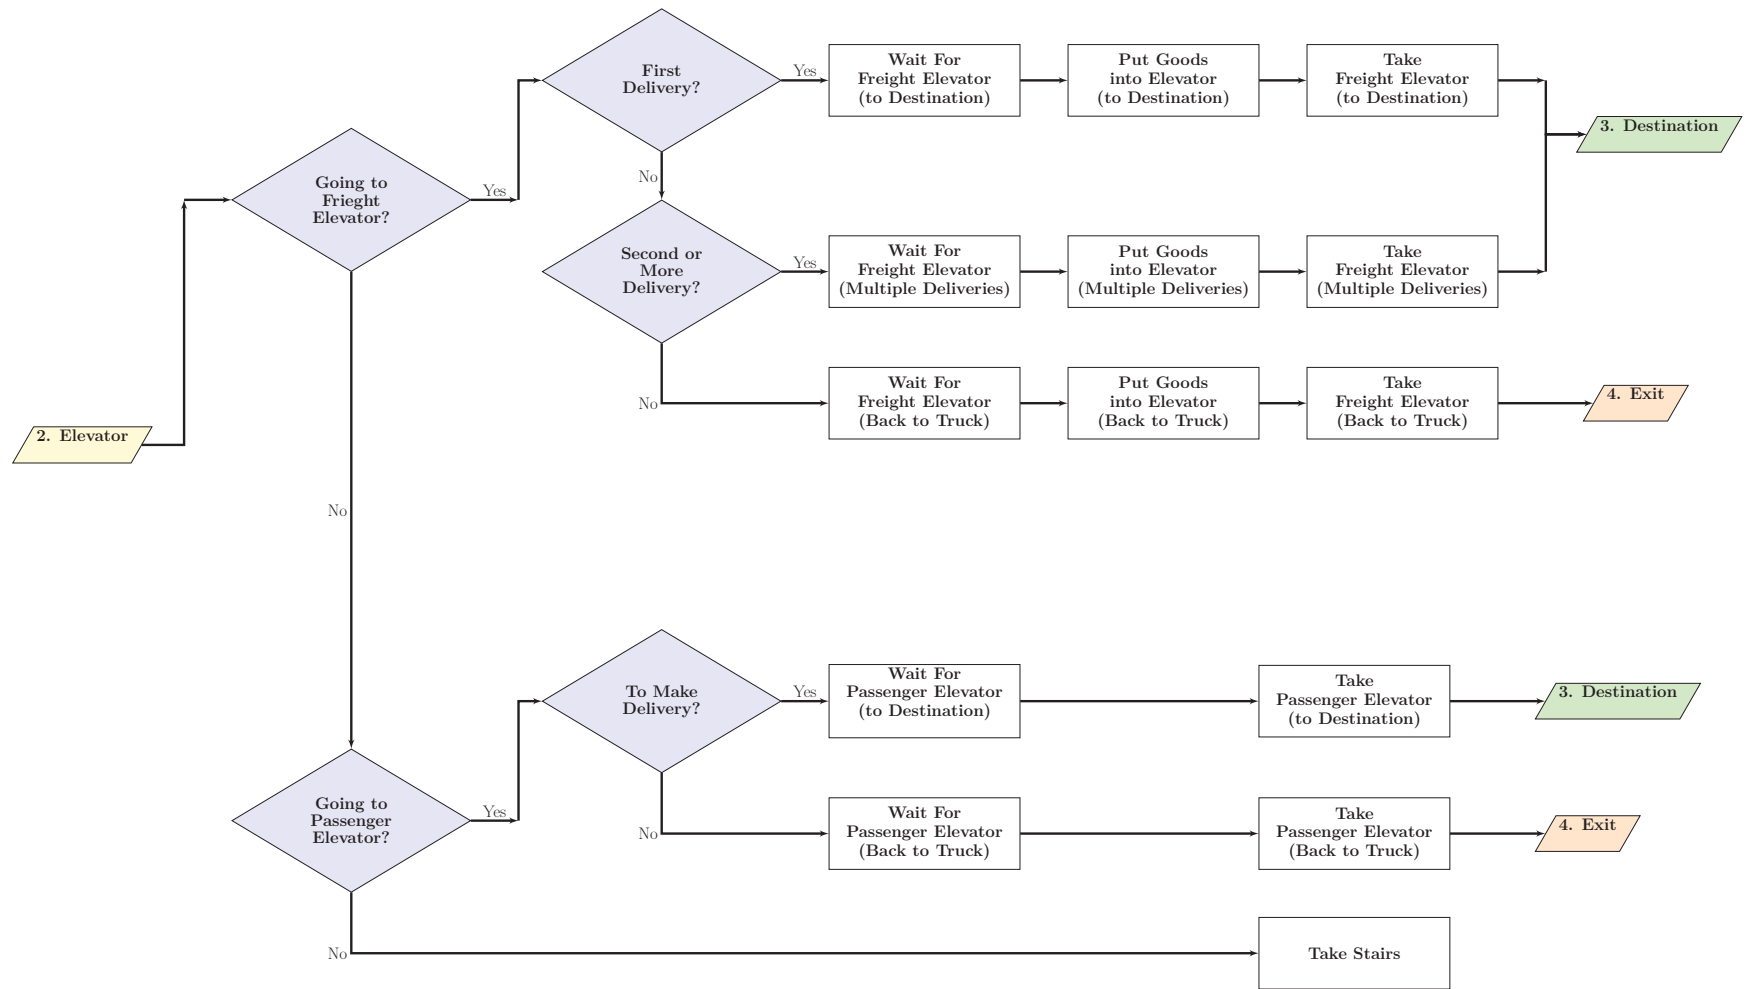 First
Delivery?
Yes
Wait For
Freight Elevator
(to Destination)
Put Goods
into Elevator
(to Destination)
Take
Freight Elevator
(to Destination)
3. Destination
Going to
Frieght
Elevator?
Yes
No
Second or
More
Delivery?
Yes
Wait For
Freight Elevator
(Multiple Deliveries)
Put Goods
into Elevator
(Multiple Deliveries)
Take
Freight Elevator
(Multiple Deliveries)
No
Wait For
Freight Elevator
(Back to Truck)
Put Goods
into Elevator
(Back to Truck)
Take
Freight Elevator
(Back to Truck)
4. Exit
2. Elevator
No
To Make
Delivery?
Yes
Wait For
Passenger Elevator
(to Destination)
Take
Passenger Elevator
(to Destination)
3. Destination
Going to
Passenger
Elevator?
Yes
No
Wait For
Passenger Elevator
(Back to Truck)
Take
Passenger Elevator
(Back to Truck)
4. Exit
No
Take Stairs